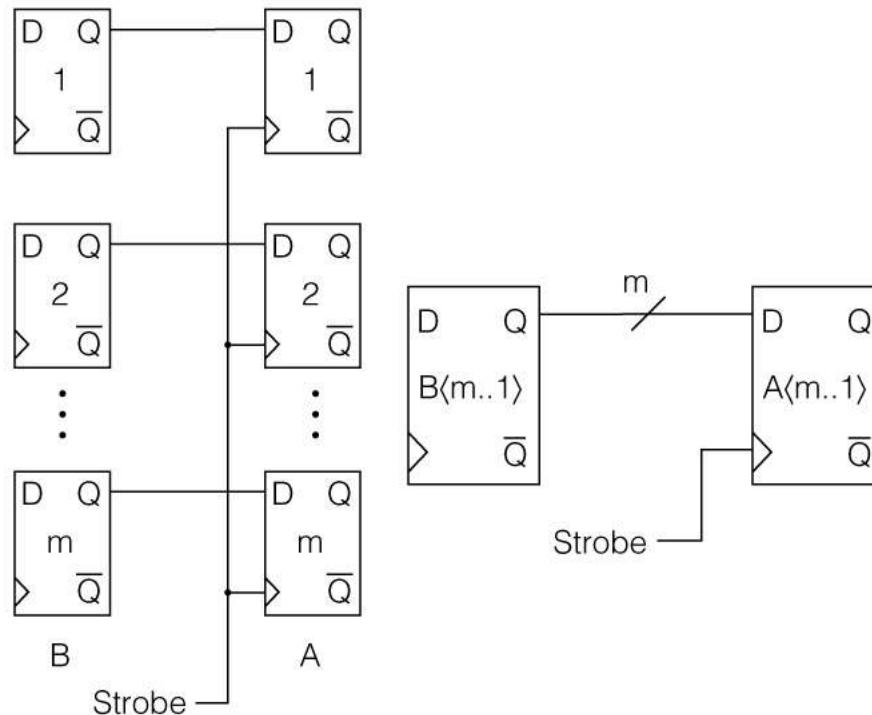 D Q D Q
1 1
Q̅ Q̅
D Q D Q
2 2
Q̅ Q̅
D Q D Q
m m
Q̅ Q̅
B A
Strobe
m
D Q D Q
B⟨m..1⟩ A⟨m..1⟩
Q̅ Q̅
Strobe